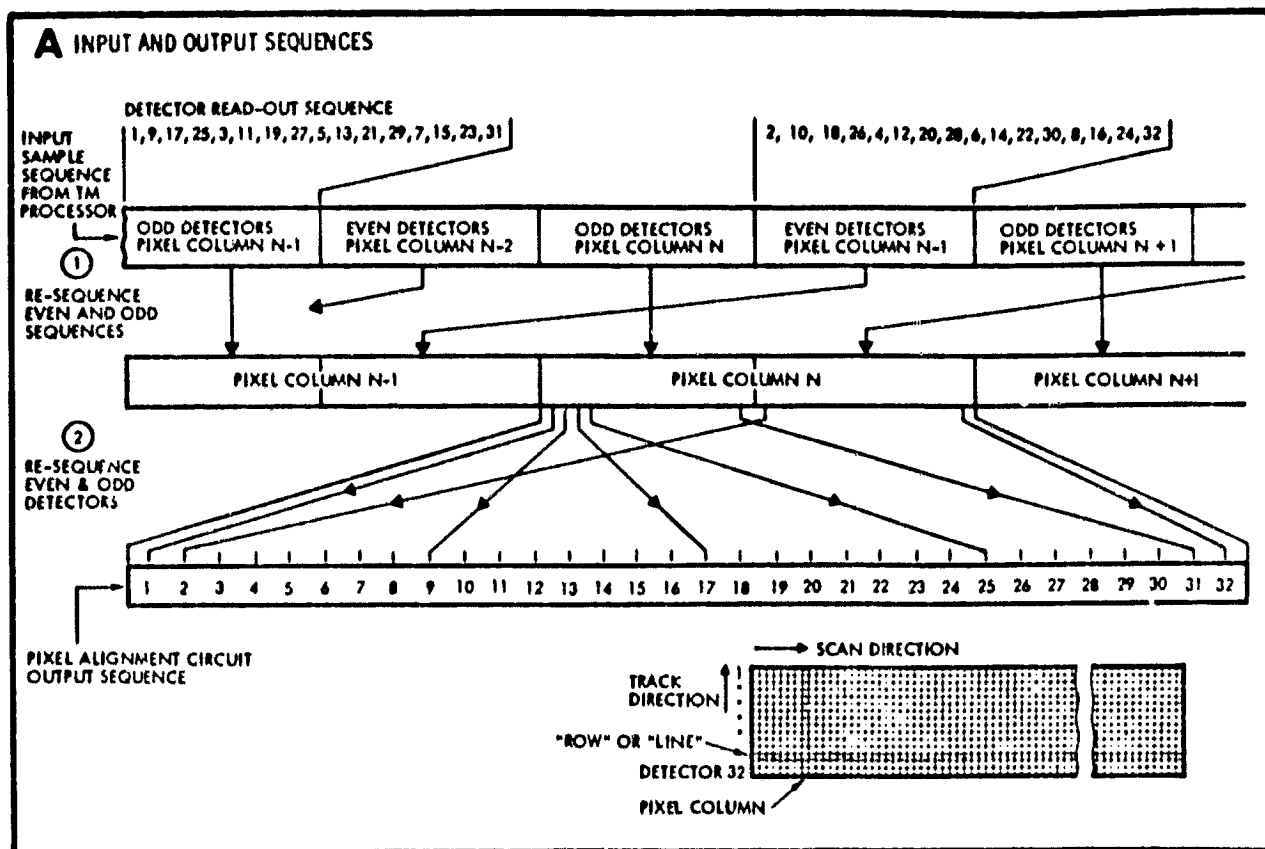 A INPUT AND OUTPUT SEQUENCES
DETECTOR READ-OUT SEQUENCE
1,9,17,25,3,11,19,27,5,13,21,29,7,15,23,31
2, 10, 18,26,4,12,20,28,6,14,22,30,8,16,24,32
INPUT
SAMPLE
SEQUENCE
FROM TM
PROCESSOR
ODD DETECTORS
PIXEL COLUMN N-1
EVEN DETECTORS
PIXEL COLUMN N-2
ODD DETECTORS
PIXEL COLUMN N
EVEN DETECTORS
PIXEL COLUMN N-1
ODD DETECTORS
PIXEL COLUMN N +1
1
RE-SEQUENCE
EVEN AND ODD
SEQUENCES
PIXEL COLUMN N-1
PIXEL COLUMN N
PIXEL COLUMN N+1
2
RE-SEQUENCE
EVEN & ODD
DETECTORS
1 2 3 4 5 6 7 8 9 10 11 12 13 14 15 16 17 18 19 20 21 22 23 24 25 26 27 28 29 30 31 32
PIXEL ALIGNMENT CIRCUIT
OUTPUT SEQUENCE
SCAN DIRECTION
TRACK
DIRECTION
"ROW" OR "LINE"
DETECTOR 32
PIXEL COLUMN